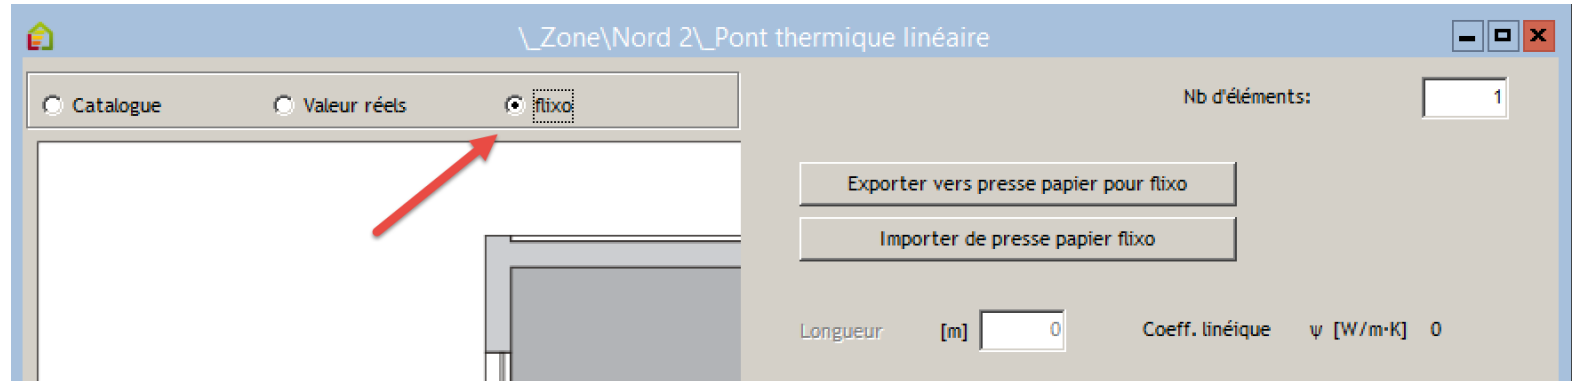 \_Zone\Nord 2\_Pont thermique linéaire
Catalogue Valeur réels flixo
Nb d'éléments: 1
Exporter vers presse papier pour flixo
Importer de presse papier flixo
Longueur [m] 0 Coeff. linéique ψ [W/m·K] 0